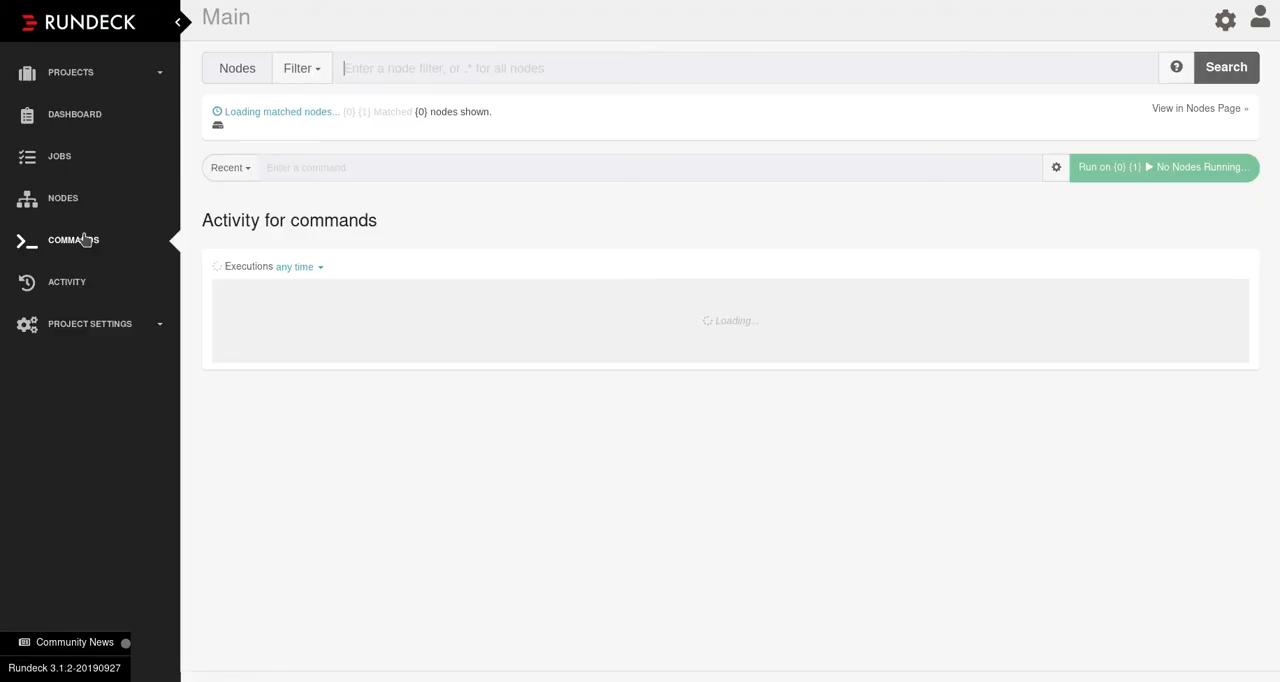 RUNDECK
Main
PROJECTS
DASHBOARD
JOBS
NODES
COMMANDS
ACTIVITY
PROJECT SETTINGS
Nodes Filter Enter a node filter, or .* for all nodes Search
Loading matched nodes... {0} {1} Matched {0} nodes shown. View in Nodes Page »
Recent Enter a command Run on {0} {1} No Nodes Running...
Activity for commands
Executions any time
Loading...
Community News
Rundeck 3.1.2-20190927